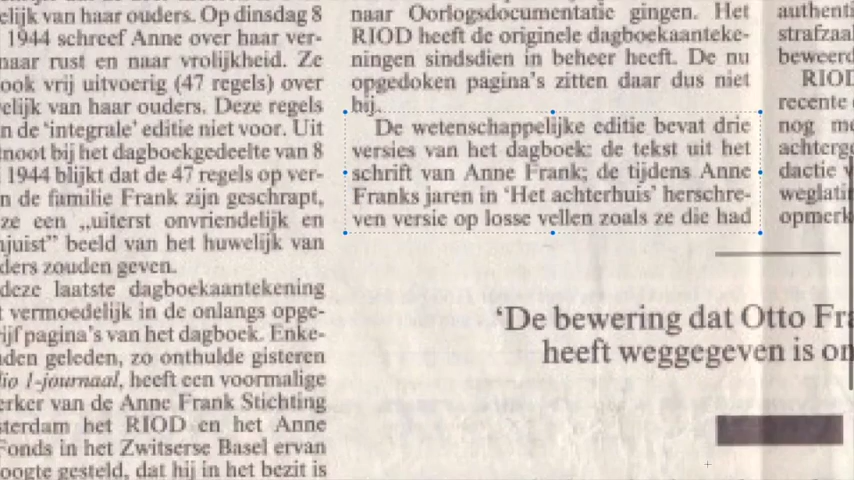 elijk van haar ouders. Op dinsdag 8
1944 schreef Anne over haar ver-
naar rust en naar vrolijkheid. Ze
ook vrij uitvoerig (47 regels) over
elijk van haar ouders. Deze regels
n de 'integrale' editie niet voor. Uit
tnoot bij het dagboekgedeelte van 8
1944 blijkt dat de 47 regels op ver-
n de familie Frank zijn geschrapt,
ze een „uiterst onvriendelijk en
njuist” beeld van het huwelijk van
ders zouden geven.
deze laatste dagboekaantekening
t vermoedelijk in de onlangs opge-
ijf pagina's van het dagboek. Enke-
den geleden, zo onthulde gisteren
dio 1-journaal, heeft een voormalige
erker van de Anne Frank Stichting
sterdam het RIOD en het Anne
Fonds in het Zwitserse Basel ervan
oogte gesteld, dat hij in het bezit is
naar Oorlogsdocumentatie gingen. Het
RIOD heeft de originele dagboekaanteke-
ningen sindsdien in beheer heeft. De nu
opgedoken pagina's zitten daar dus niet
bij.
De wetenschappelijke editie bevat drie
versies van het dagboek: de tekst uit het
schrift van Anne Frank; de tijdens Anne
Franks jaren in 'Het achterhuis' herschre-
ven versie op losse vellen zoals ze die had
'De bewering dat Otto Fra
heeft weggegeven is on
authenti
strafzaal
beweerd
RIOD
recente
nog me
achterge
dactie v
weglatin
opmerk